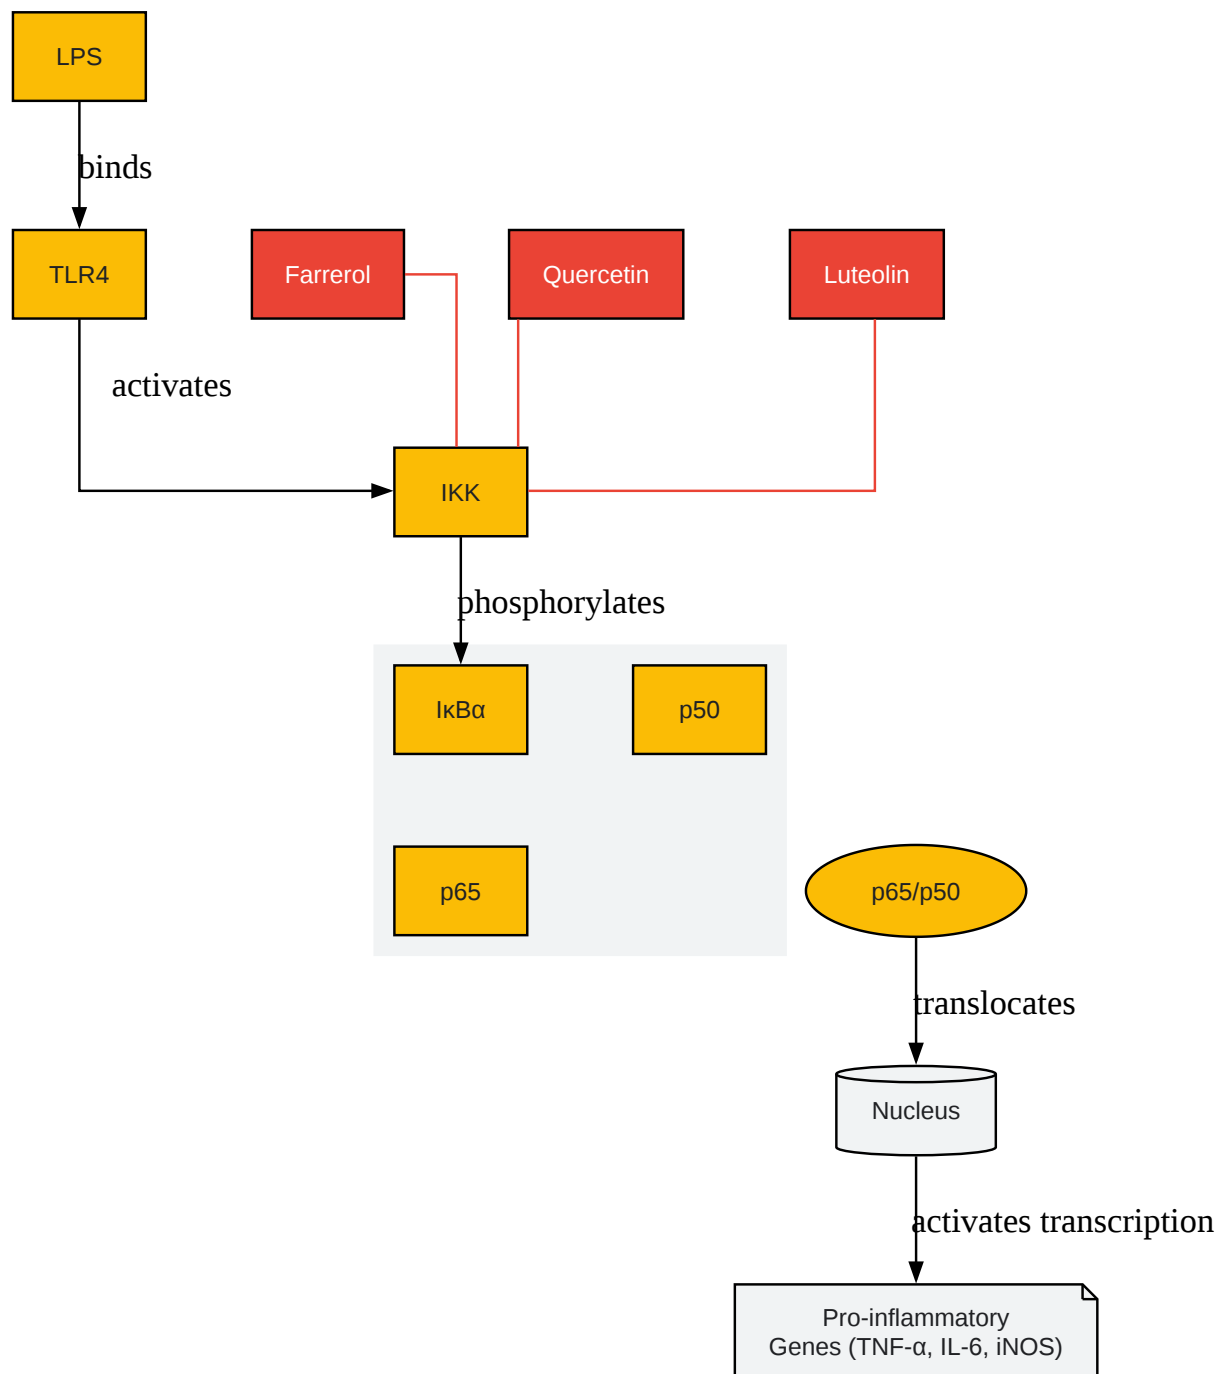 LPS
binds
TLR4
Farrerol
Quercetin
Luteolin
activates
IKK
phosphorylates
IκBα
p50
p65
p65/p50
translocates
Nucleus
activates transcription
Pro-inflammatory
Genes (TNF-α, IL-6, iNOS)